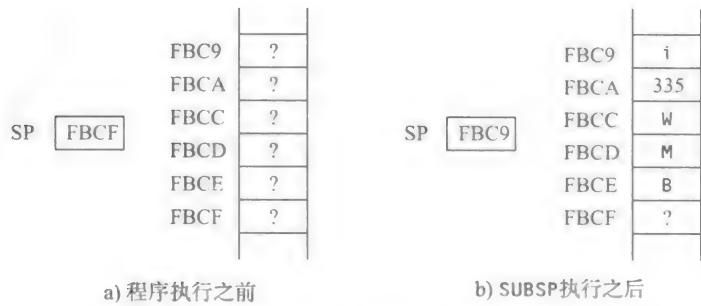 SP FBCF
FBC9 ?
FBCA ?
FBCC ?
FBCD ?
FBCE ?
FBCF ?
a) 程序执行之前
SP FBC9
FBC9 i
FBCA 335
FBCC W
FBCD M
FBCE B
FBCF ?
b) SUBSP执行之后